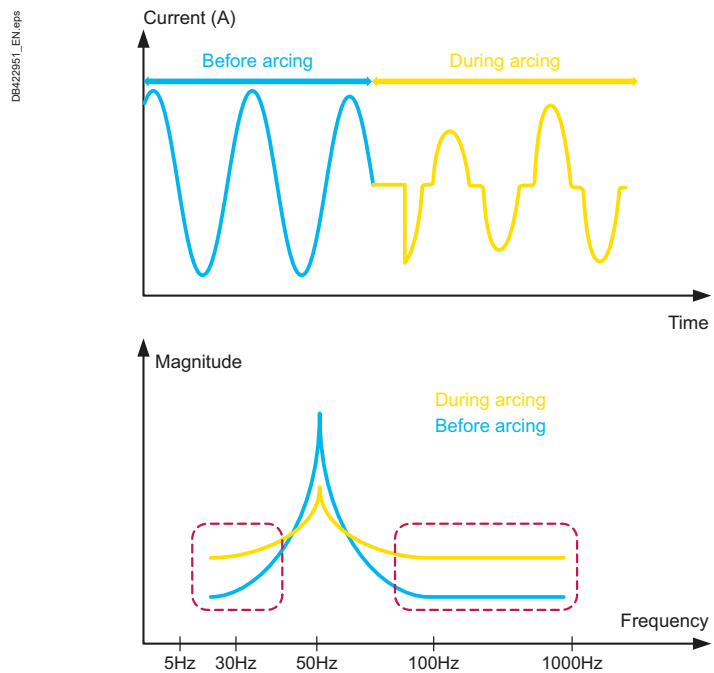 DB422951_EN.eps
Current (A)
Before arcing
During arcing
Time
Magnitude
During arcing
Before arcing
Frequency
5Hz 30Hz 50Hz 100Hz 1000Hz